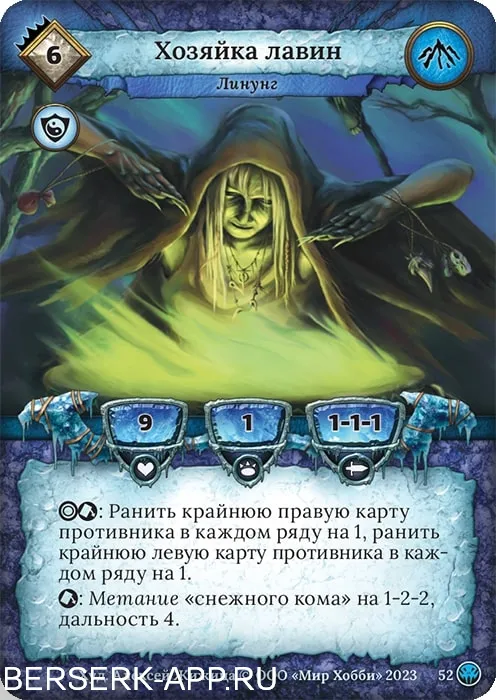 6
Хозяйка лавин
Линунг
9
1
1-1-1
: Ранить крайнюю правую карту
противника в каждом ряду на 1, ранить
крайнюю левую карту противника в каж-
дом ряду на 1.
: Метание «снежного кома» на 1-2-2,
дальность 4.
© ООО «Мир Хобби» 2023
52
BERSERK-APP.RU